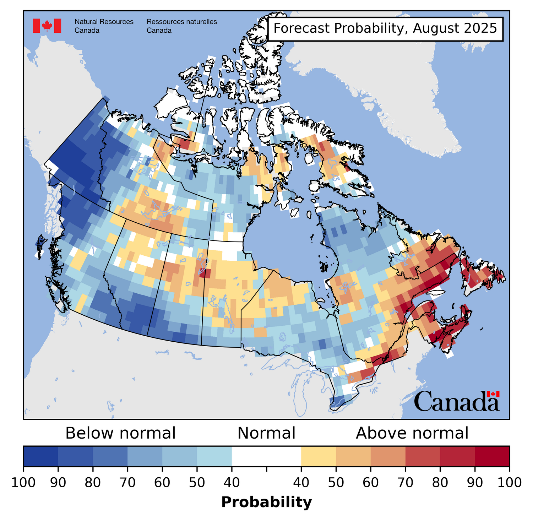 Natural Resources Ressources naturelles
Canada Canada
Forecast Probability, August 2025
Canada
Below normal Normal Above normal
100 90 80 70 60 50 40 40 50 60 70 80 90 100
Probability